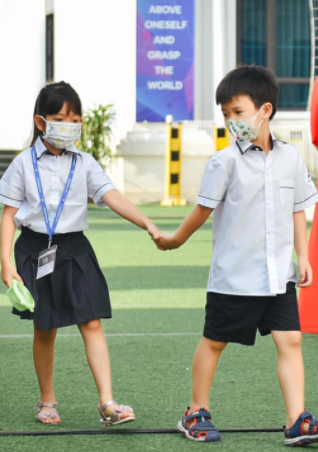 ABOVE
ONESELF
AND
GRASP
THE
WORLD